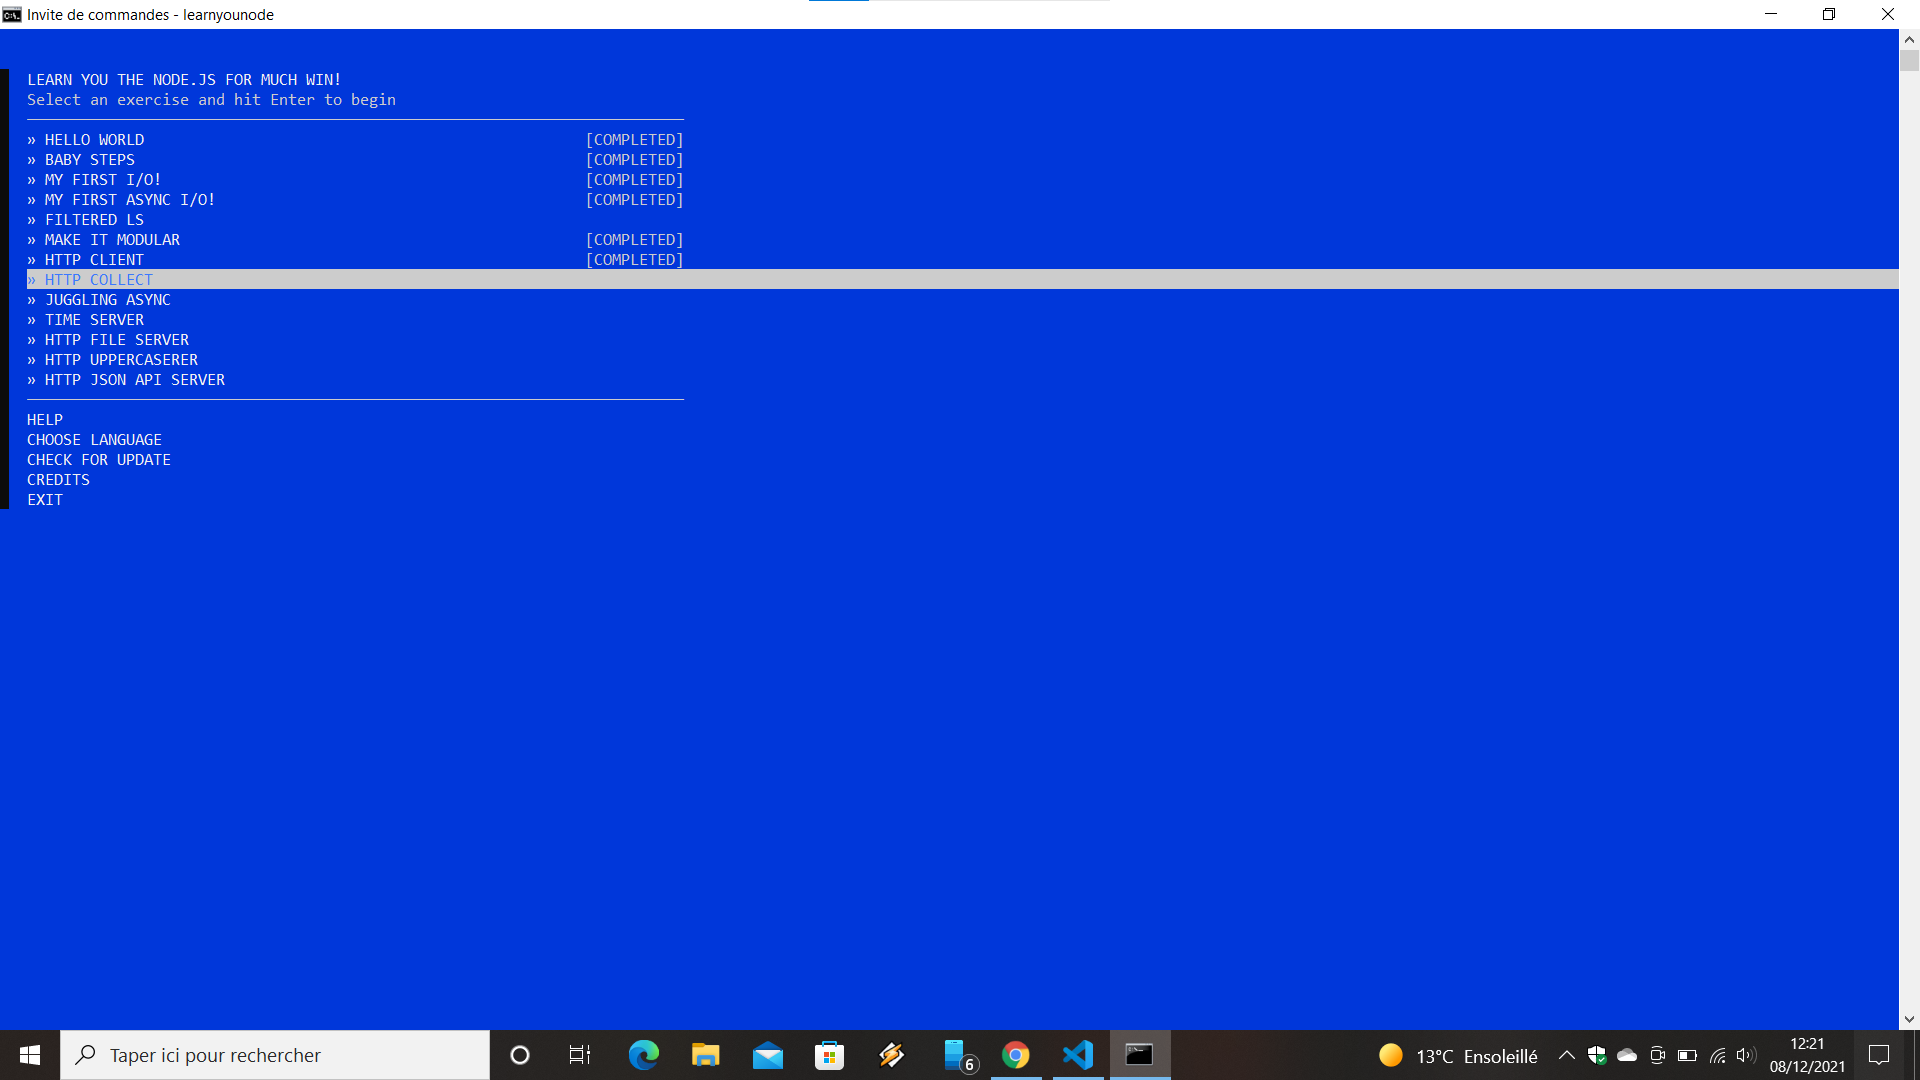 Invite de commandes - learnyounode
LEARN YOU THE NODE.JS FOR MUCH WIN!
Select an exercise and hit Enter to begin
» HELLO WORLD [COMPLETED]
» BABY STEPS [COMPLETED]
» MY FIRST I/O! [COMPLETED]
» MY FIRST ASYNC I/O! [COMPLETED]
» FILTERED LS
» MAKE IT MODULAR [COMPLETED]
» HTTP CLIENT [COMPLETED]
» HTTP COLLECT
» JUGGLING ASYNC
» TIME SERVER
» HTTP FILE SERVER
» HTTP UPPERCASERER
» HTTP JSON API SERVER
HELP
CHOOSE LANGUAGE
CHECK FOR UPDATE
CREDITS
EXIT
Taper ici pour rechercher
6
13°C Ensoleillé
12:21
08/12/2021